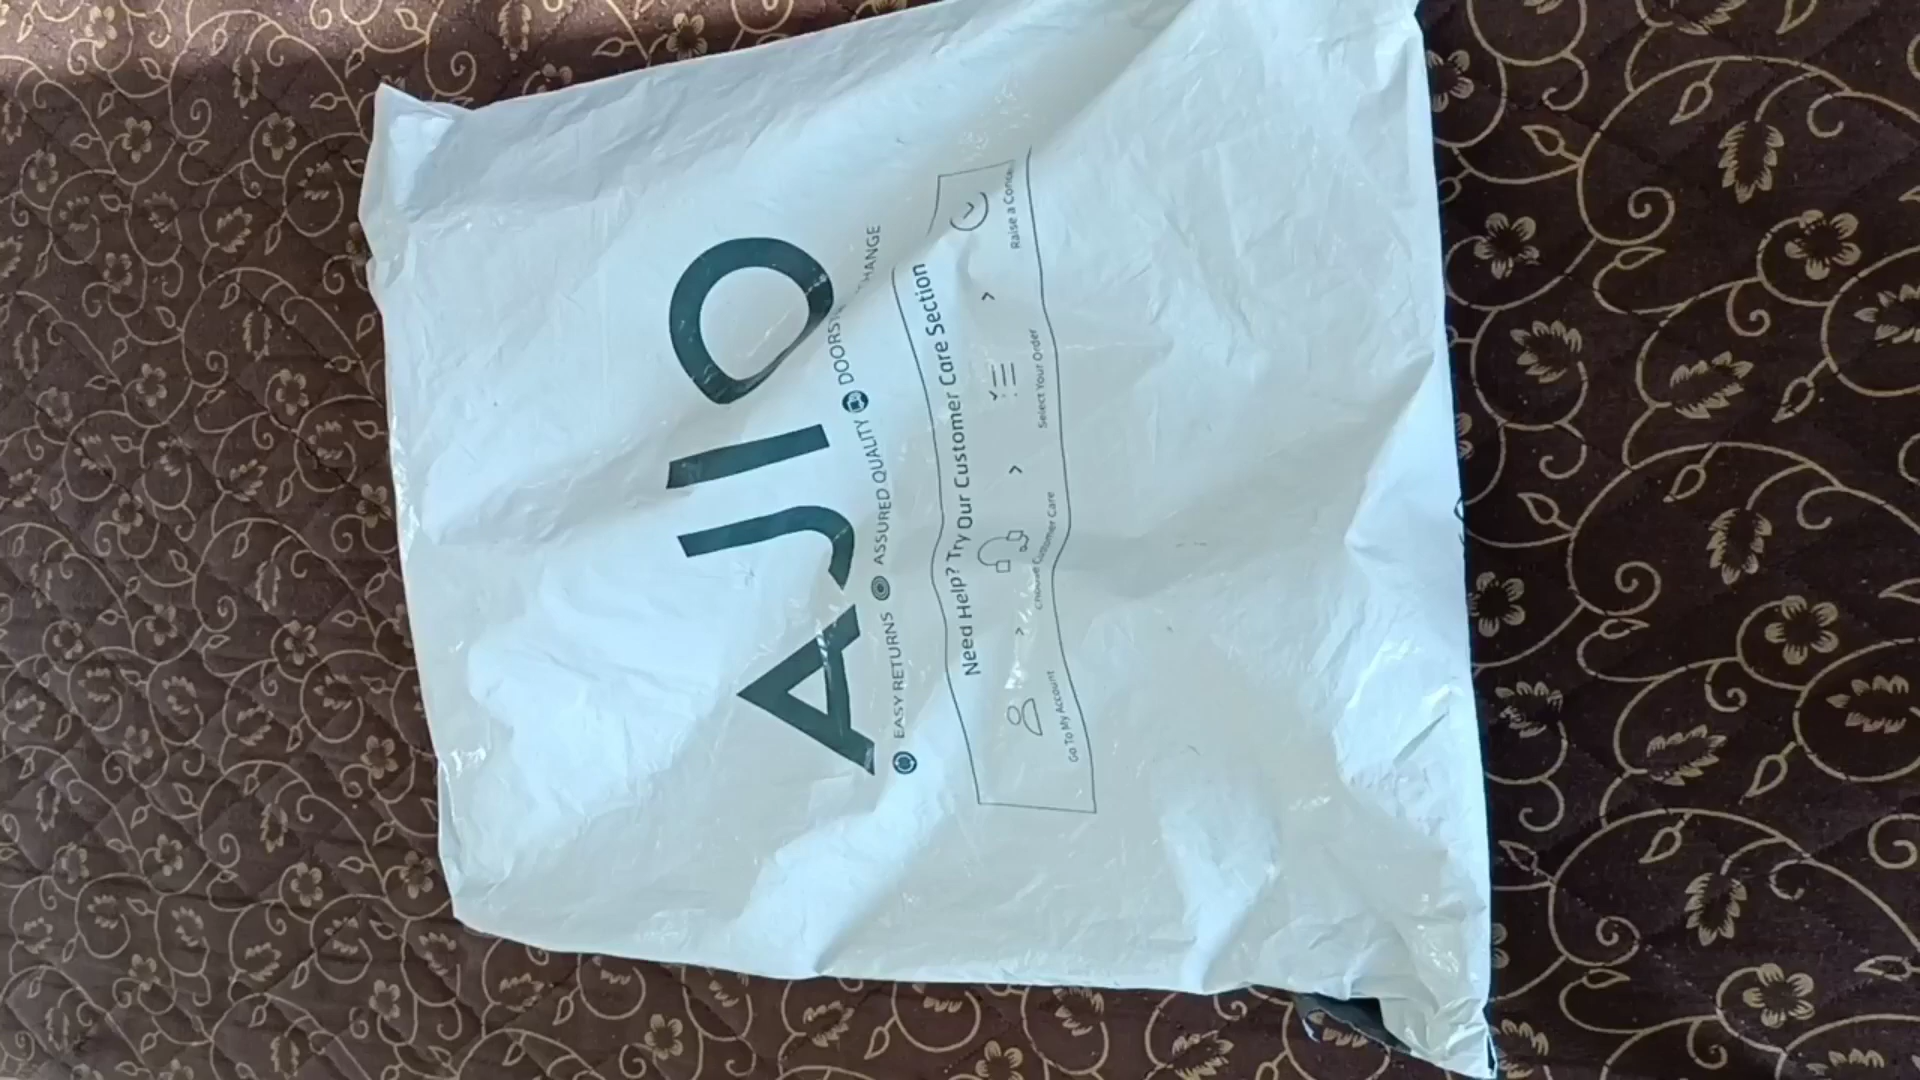 AJIO
EASY RETURNS ASSURED QUALITY
Need Help? Try Our Customer Care Section
Go To My Account > Choose Customer Care > Select Your Order > Raise a